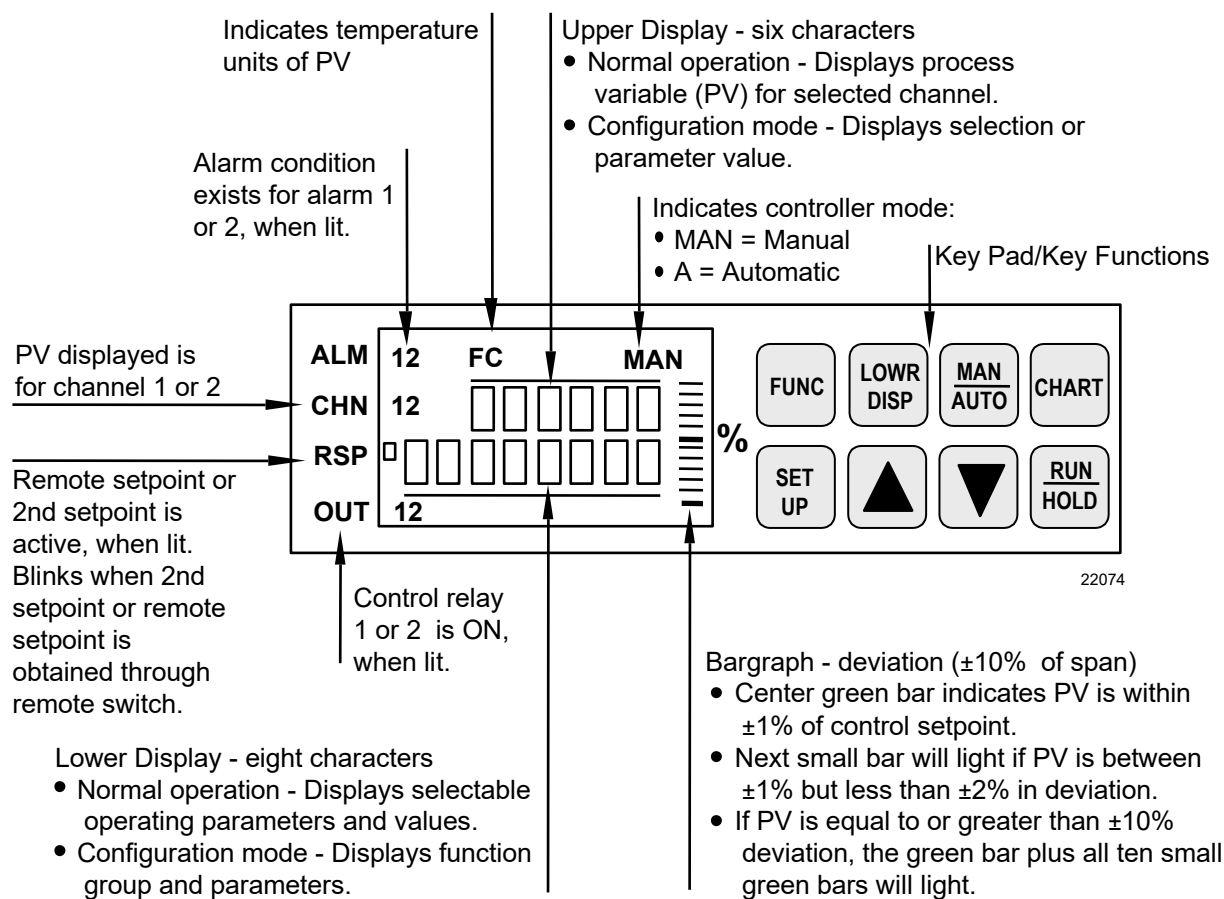 Indicates temperature
units of PV
Upper Display - six characters
• Normal operation - Displays process
variable (PV) for selected channel.
• Configuration mode - Displays selection or
parameter value.
Alarm condition
exists for alarm 1
or 2, when lit.
Indicates controller mode:
• MAN = Manual
• A = Automatic
Key Pad/Key Functions
PV displayed is
for channel 1 or 2
Remote setpoint or
2nd setpoint is
active, when lit.
Blinks when 2nd
setpoint or remote
setpoint is
obtained through
remote switch.
ALM 12 FC MAN
CHN 12
RSP
OUT 12
%
FUNC
LOWR
DISP
MAN
AUTO
CHART
SET
UP
RUN
HOLD
22074
Control relay
1 or 2 is ON,
when lit.
Lower Display - eight characters
• Normal operation - Displays selectable
operating parameters and values.
• Configuration mode - Displays function
group and parameters.
Bargraph - deviation (±10% of span)
• Center green bar indicates PV is within
±1% of control setpoint.
• Next small bar will light if PV is between
±1% but less than ±2% in deviation.
• If PV is equal to or greater than ±10%
deviation, the green bar plus all ten small
green bars will light.